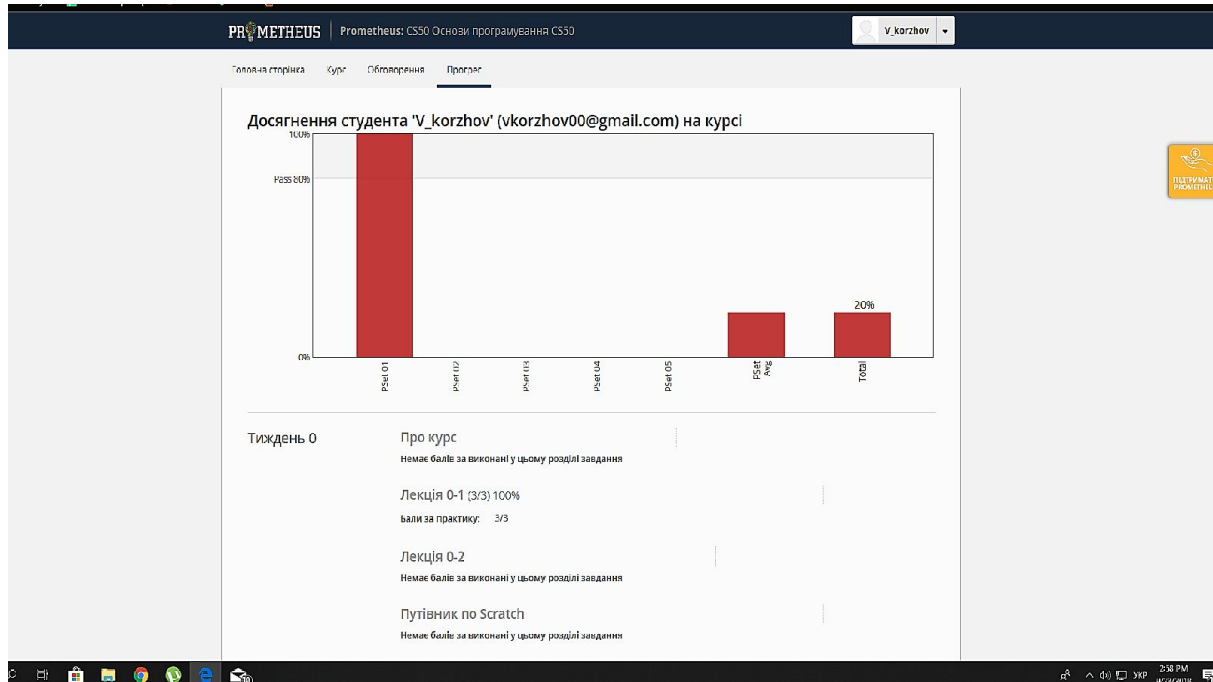 PROMETHEUS Prometheus: CS50 Основи програмування CS50 V_korzhov
Головна сторінка Курс Обговорення Прогрес
Досягнення студента 'V_korzhov' (vkorzhov00@gmail.com) на курсі
100%
Pass 80%
20%
0%
PSet 01 PSet 02 PSet 03 PSet 04 PSet 05 PSet Avg Total
ПІДТРИМАТИ
PROMETHEUS
Тиждень 0 Про курс
Немає балів за виконані у цьому розділі завдання
Лекція 0-1 (3/3) 100%
Бали за практику: 3/3
Лекція 0-2
Немає балів за виконані у цьому розділі завдання
Путівник по Scratch
Немає балів за виконані у цьому розділі завдання
УКР 2:58 PM